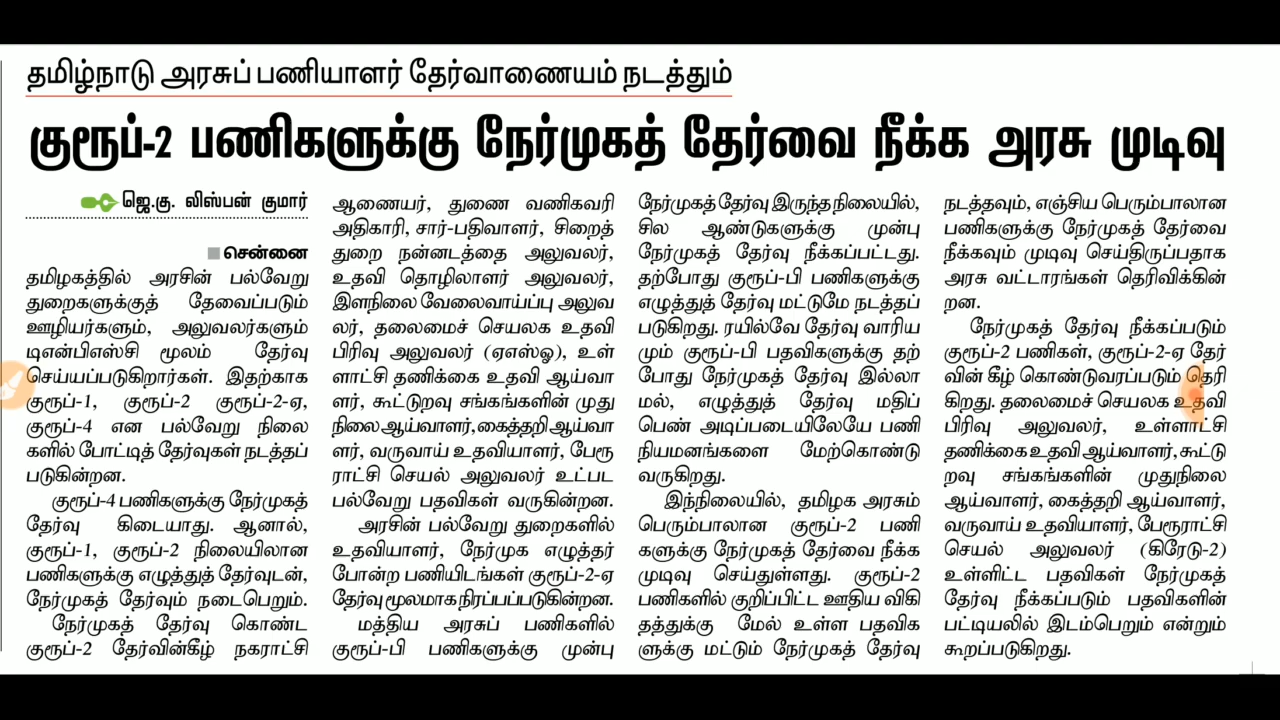 தமிழ்நாடு அரசுப் பணியாளர் தேர்வாணையம் நடத்தும்
குரூப்-2 பணிகளுக்கு நேர்முகத் தேர்வை நீக்க அரசு முடிவு
ஜெ.கு. லிஸ்பன் குமார்
சென்னை
தமிழகத்தில் அரசின் பல்வேறு
துறைகளுக்குத் தேவைப்படும்
ஊழியர்களும், அலுவலர்களும்
டிஎன்பிஎஸ்சி மூலம் தேர்வு
செய்யப்படுகிறார்கள். இதற்காக
குரூப்-1, குரூப்-2 குரூப்-2-ஏ,
குரூப்-4 என பல்வேறு நிலை
களில் போட்டித் தேர்வுகள் நடத்தப்
படுகின்றன.
குரூப்-4 பணிகளுக்கு நேர்முகத்
தேர்வு கிடையாது. ஆனால்,
குரூப்-1, குரூப்-2 நிலையிலான
பணிகளுக்கு எழுத்துத் தேர்வுடன்,
நேர்முகத் தேர்வும் நடைபெறும்.
நேர்முகத் தேர்வு கொண்ட
குரூப்-2 தேர்வின்கீழ் நகராட்சி
ஆணையர், துணை வணிகவரி
அதிகாரி, சார்-பதிவாளர், சிறைத்
துறை நன்னடத்தை அலுவலர்,
உதவி தொழிலாளர் அலுவலர்,
இளநிலை வேலைவாய்ப்பு அலுவ
லர், தலைமைச் செயலக உதவி
பிரிவு அலுவலர் (ஏஎஸ்ஓ), உள்
ளாட்சி தணிக்கை உதவி ஆய்வா
ளர், கூட்டுறவு சங்கங்களின் முது
நிலை ஆய்வாளர்,கைத்தறி ஆய்வா
ளர், வருவாய் உதவியாளர், பேரூ
ராட்சி செயல் அலுவலர் உட்பட
பல்வேறு பதவிகள் வருகின்றன.
அரசின் பல்வேறு துறைகளில்
உதவியாளர், நேர்முக எழுத்தர்
போன்ற பணியிடங்கள் குரூப்-2-ஏ
தேர்வு மூலமாக நிரப்பப்படுகின்றன.
மத்திய அரசுப் பணிகளில்
குரூப்-பி பணிகளுக்கு முன்பு
நேர்முகத் தேர்வு இருந்த நிலையில்,
சில ஆண்டுகளுக்கு முன்பு
நேர்முகத் தேர்வு நீக்கப்பட்டது.
தற்போது குரூப்-பி பணிகளுக்கு
எழுத்துத் தேர்வு மட்டுமே நடத்தப்
படுகிறது. ரயில்வே தேர்வு வாரிய
மும் குரூப்-பி பதவிகளுக்கு தற்
போது நேர்முகத் தேர்வு இல்லா
மல், எழுத்துத் தேர்வு மதிப்
பெண் அடிப்படையிலேயே பணி
நியமனங்களை மேற்கொண்டு
வருகிறது.
இந்நிலையில், தமிழக அரசும்
பெரும்பாலான குரூப்-2 பணி
களுக்கு நேர்முகத் தேர்வை நீக்க
முடிவு செய்துள்ளது. குரூப்-2
பணிகளில் குறிப்பிட்ட ஊதிய விகி
தத்துக்கு மேல் உள்ள பதவிக
ளுக்கு மட்டும் நேர்முகத் தேர்வு
நடத்தவும், எஞ்சிய பெரும்பாலான
பணிகளுக்கு நேர்முகத் தேர்வை
நீக்கவும் முடிவு செய்திருப்பதாக
அரசு வட்டாரங்கள் தெரிவிக்கின்
றன.
நேர்முகத் தேர்வு நீக்கப்படும்
குரூப்-2 பணிகள், குரூப்-2-ஏ தேர்
வின் கீழ் கொண்டுவரப்படும் தெரி
கிறது. தலைமைச் செயலக உதவி
பிரிவு அலுவலர், உள்ளாட்சி
தணிக்கை உதவி ஆய்வாளர், கூட்டு
றவு சங்கங்களின் முதுநிலை
ஆய்வாளர், கைத்தறி ஆய்வாளர்,
வருவாய் உதவியாளர், பேரூராட்சி
செயல் அலுவலர் (கிரேடு-2)
உள்ளிட்ட பதவிகள் நேர்முகத்
தேர்வு நீக்கப்படும் பதவிகளின்
பட்டியலில் இடம்பெறும் என்றும்
கூறப்படுகிறது.